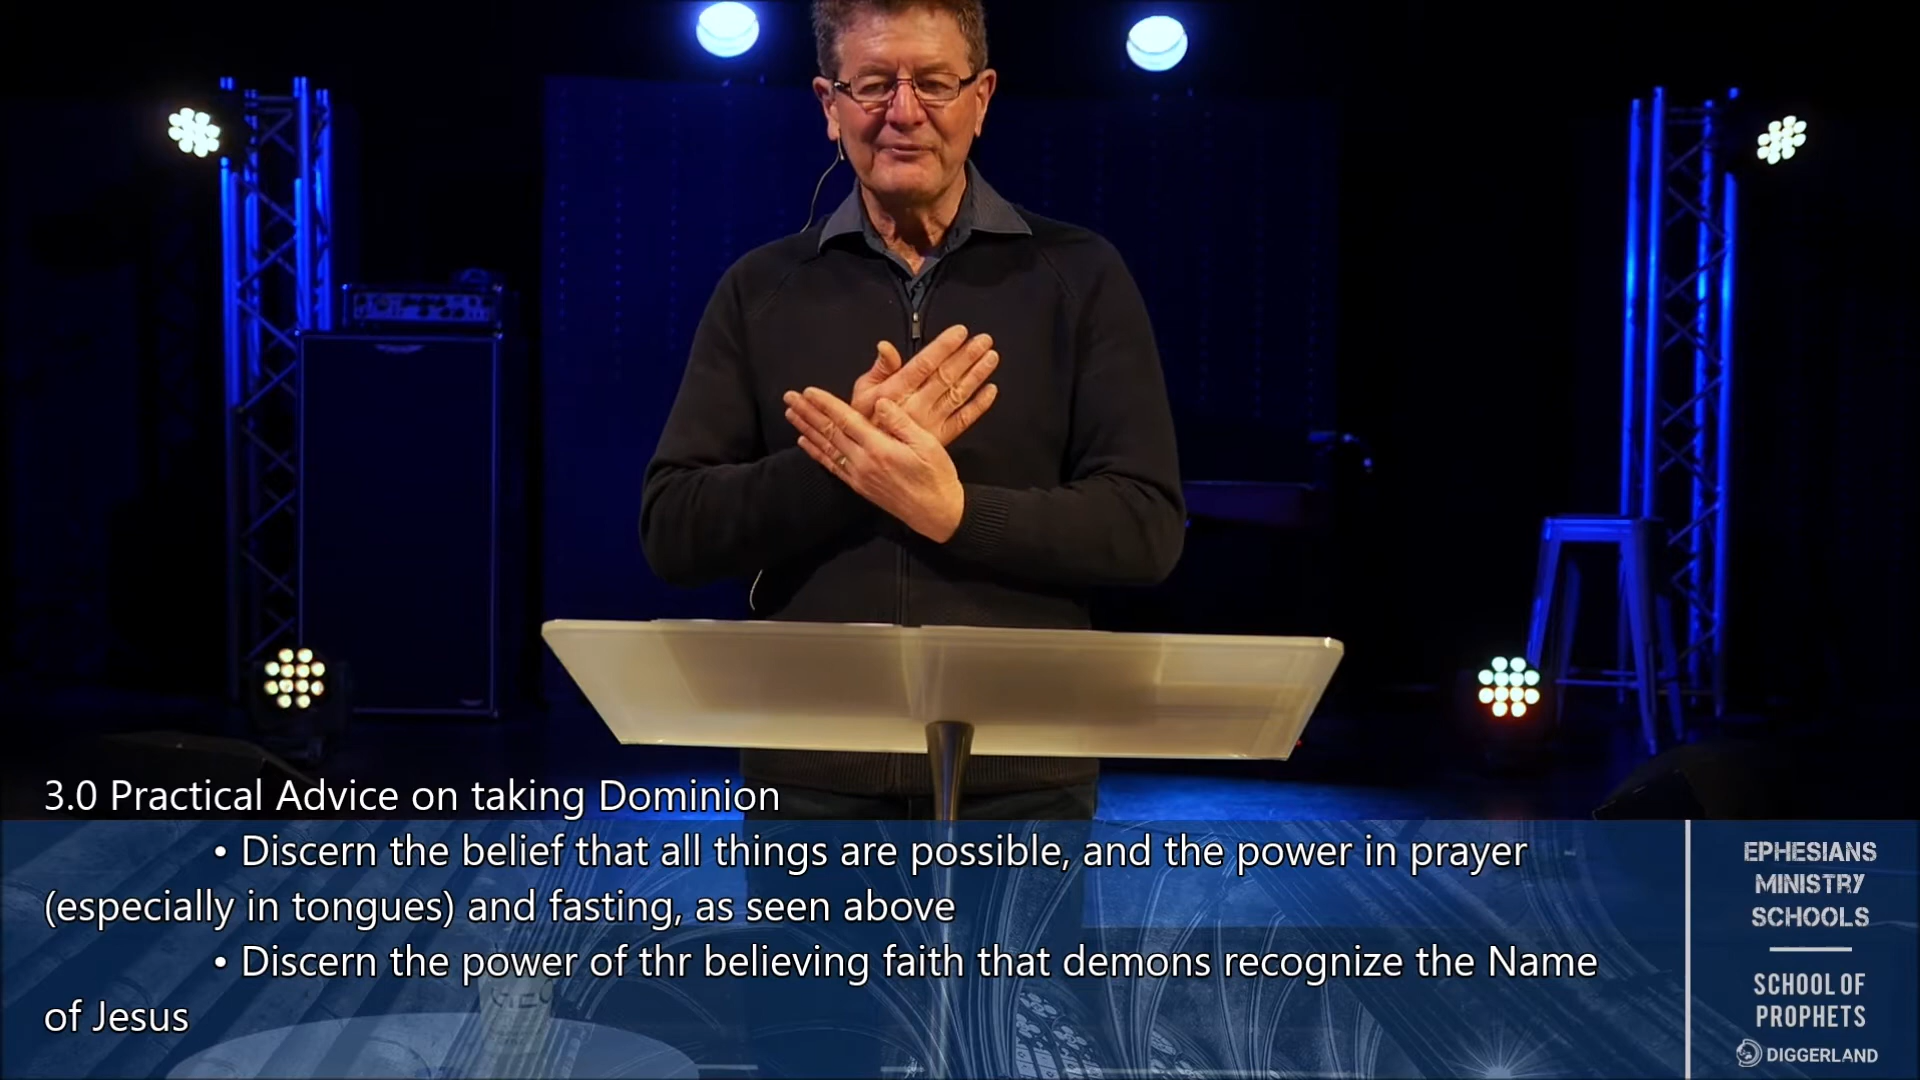 3.0 Practical Advice on taking Dominion
• Discern the belief that all things are possible, and the power in prayer
(especially in tongues) and fasting, as seen above
• Discern the power of thr believing faith that demons recognize the Name
of Jesus
EPHESIANS
MINISTRY
SCHOOLS
SCHOOL OF
PROPHETS
DIGGERLAND